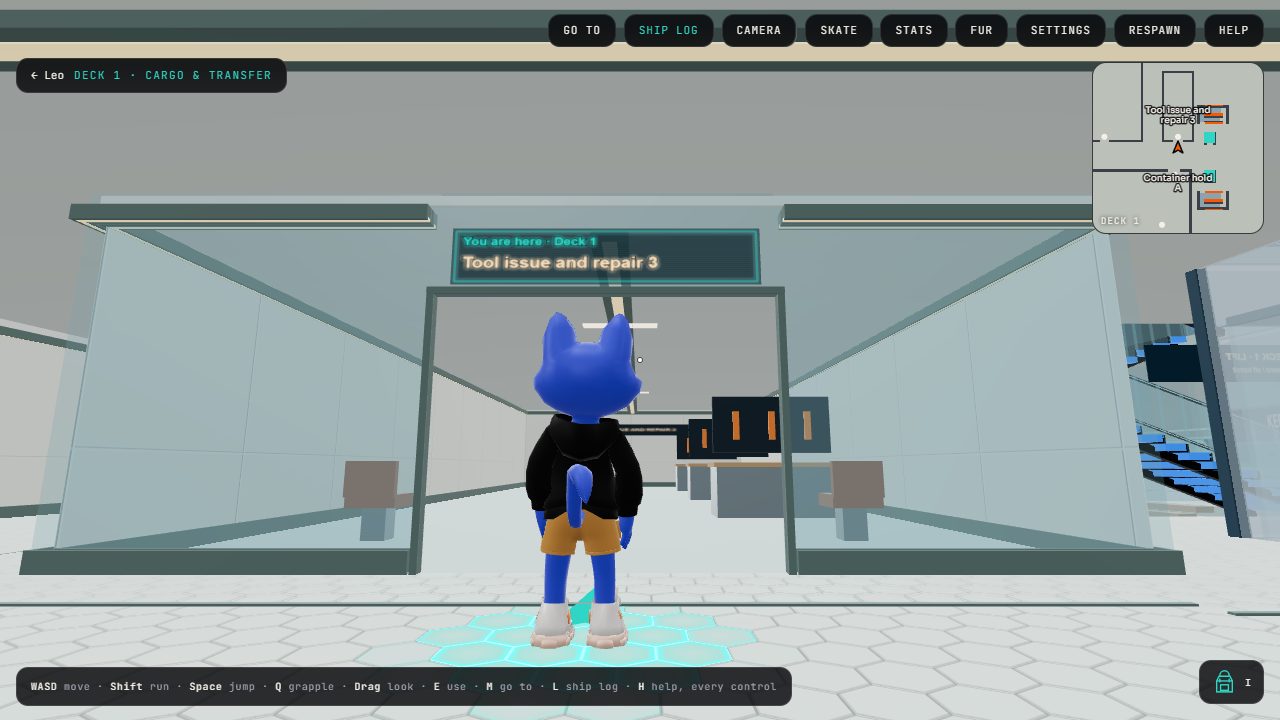 GO TO
SHIP LOG
CAMERA
SKATE
STATS
FUR
SETTINGS
RESPAWN
HELP
← Leo DECK 1 · CARGO & TRANSFER
Tool issue and
repair 3
Container hold
A
DECK 1
You are here · Deck 1
Tool issue and repair 3
WASD move · Shift run · Space jump · Q grapple · Drag look · E use · M go to · L ship log · H help, every control
I